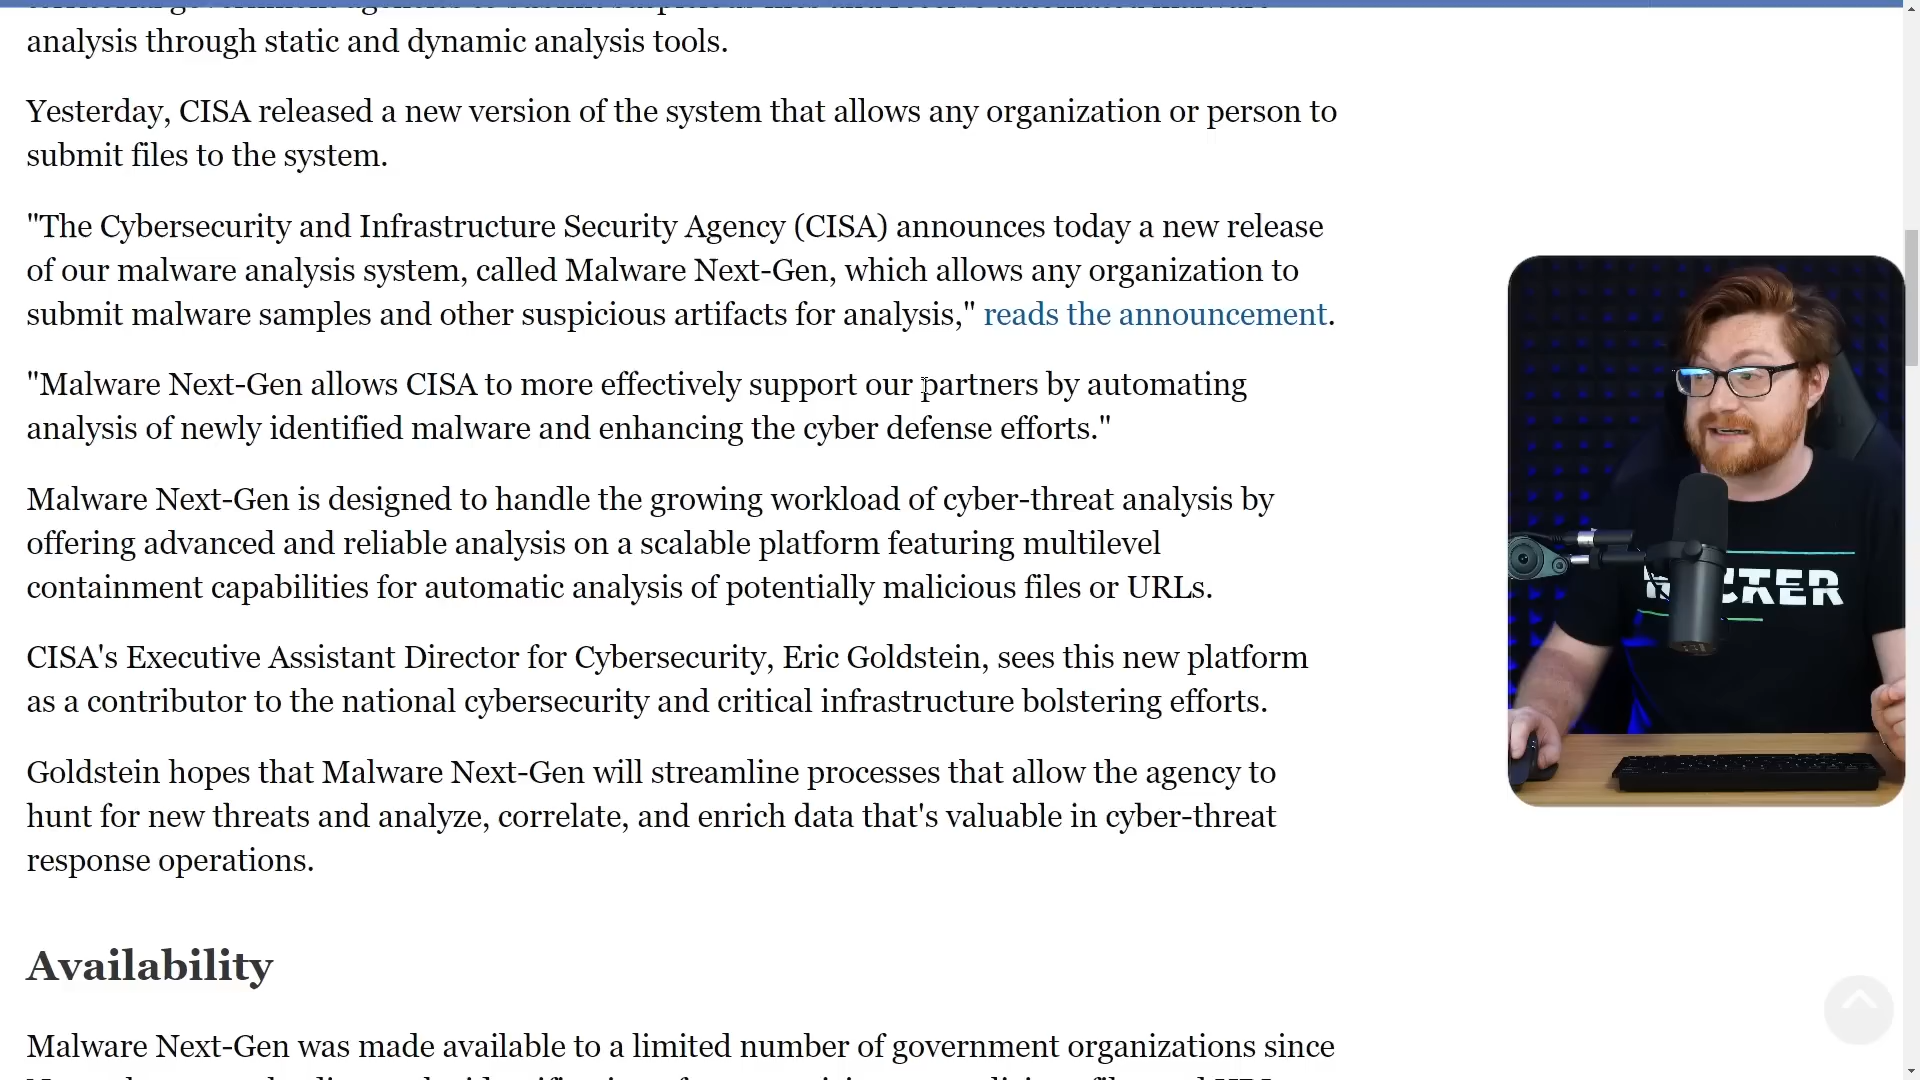 analysis through static and dynamic analysis tools.
Yesterday, CISA released a new version of the system that allows any organization or person to
submit files to the system.
"The Cybersecurity and Infrastructure Security Agency (CISA) announces today a new release
of our malware analysis system, called Malware Next-Gen, which allows any organization to
submit malware samples and other suspicious artifacts for analysis," reads the announcement.
"Malware Next-Gen allows CISA to more effectively support our partners by automating
analysis of newly identified malware and enhancing the cyber defense efforts."
Malware Next-Gen is designed to handle the growing workload of cyber-threat analysis by
offering advanced and reliable analysis on a scalable platform featuring multilevel
containment capabilities for automatic analysis of potentially malicious files or URLs.
CISA's Executive Assistant Director for Cybersecurity, Eric Goldstein, sees this new platform
as a contributor to the national cybersecurity and critical infrastructure bolstering efforts.
Goldstein hopes that Malware Next-Gen will streamline processes that allow the agency to
hunt for new threats and analyze, correlate, and enrich data that's valuable in cyber-threat
response operations.
Availability
Malware Next-Gen was made available to a limited number of government organizations since